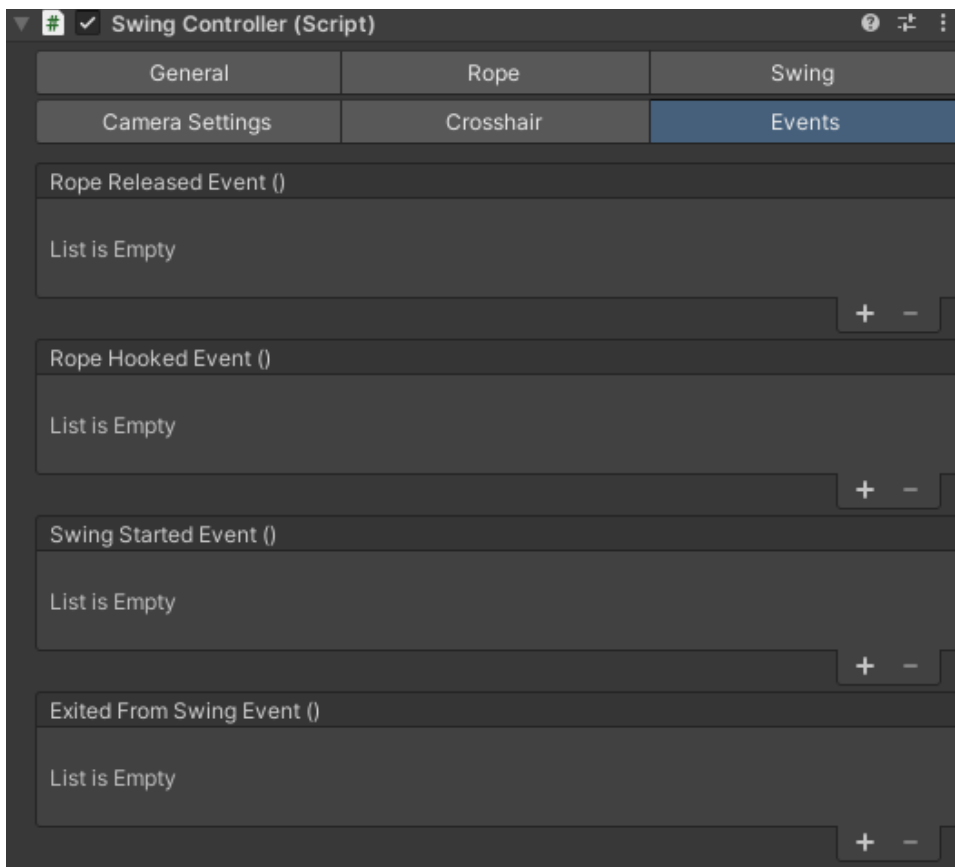 # Swing Controller (Script)
General Rope Swing
Camera Settings Crosshair Events
Rope Released Event ()
List is Empty
+ −
Rope Hooked Event ()
List is Empty
+ −
Swing Started Event ()
List is Empty
+ −
Exited From Swing Event ()
List is Empty
+ −